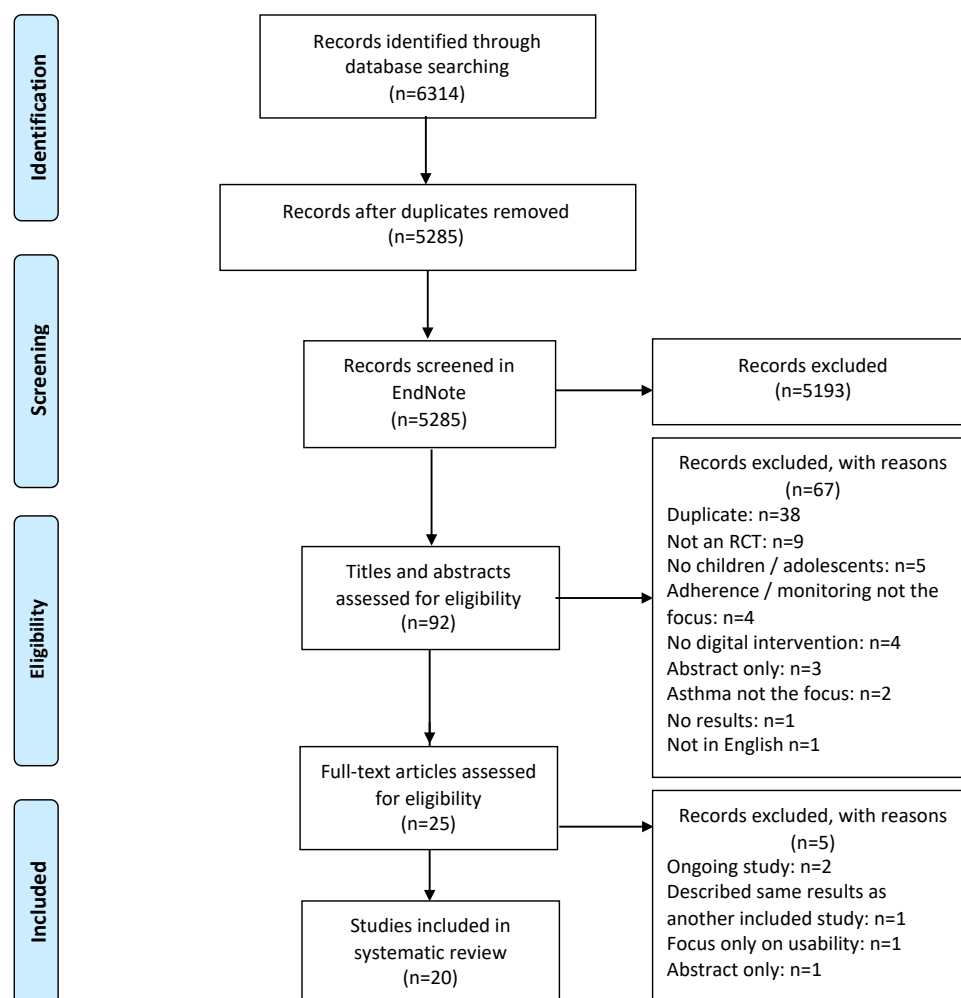 Identification
Records identified through
database searching
(n=6314)
Records after duplicates removed
(n=5285)
Screening
Records screened in
EndNote
(n=5285)
Records excluded
(n=5193)
Eligibility
Titles and abstracts
assessed for eligibility
(n=92)
Records excluded, with reasons
(n=67)
Duplicate: n=38
Not an RCT: n=9
No children / adolescents: n=5
Adherence / monitoring not the
focus: n=4
No digital intervention: n=4
Abstract only: n=3
Asthma not the focus: n=2
No results: n=1
Not in English n=1
Full-text articles assessed
for eligibility
(n=25)
Records excluded, with reasons
(n=5)
Ongoing study: n=2
Described same results as
another included study: n=1
Focus only on usability: n=1
Abstract only: n=1
Included
Studies included in
systematic review
(n=20)